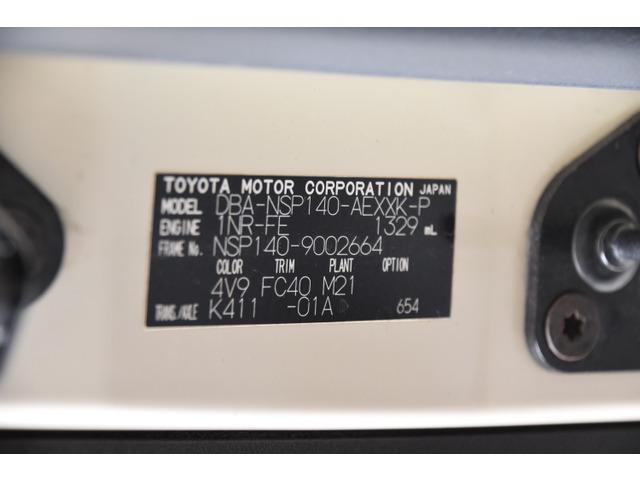 TOYOTA MOTOR CORPORATION JAPAN
MODEL DBA-NSP140-AEXXK-P
ENGINE 1NR-FE 1329 mL
FRAME No. NSP140-9002664
COLOR TRIM PLANT OPTION
4V9 FC40 M21
TRANS./AXLE K411 -01A 654